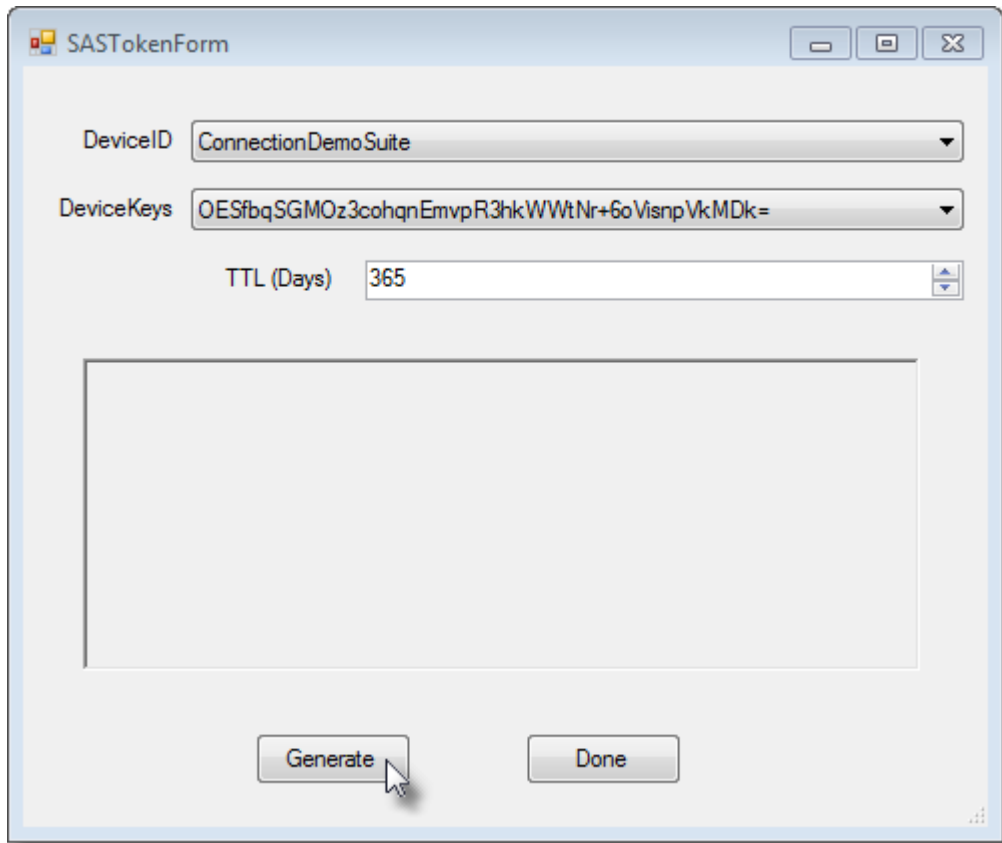 SASTokenForm
DeviceID ConnectionDemoSuite
DeviceKeys OESfbqSGMOz3cohqnEmvpR3hkWWtNr+6oVisnpVkMDk=
TTL (Days) 365
Generate Done